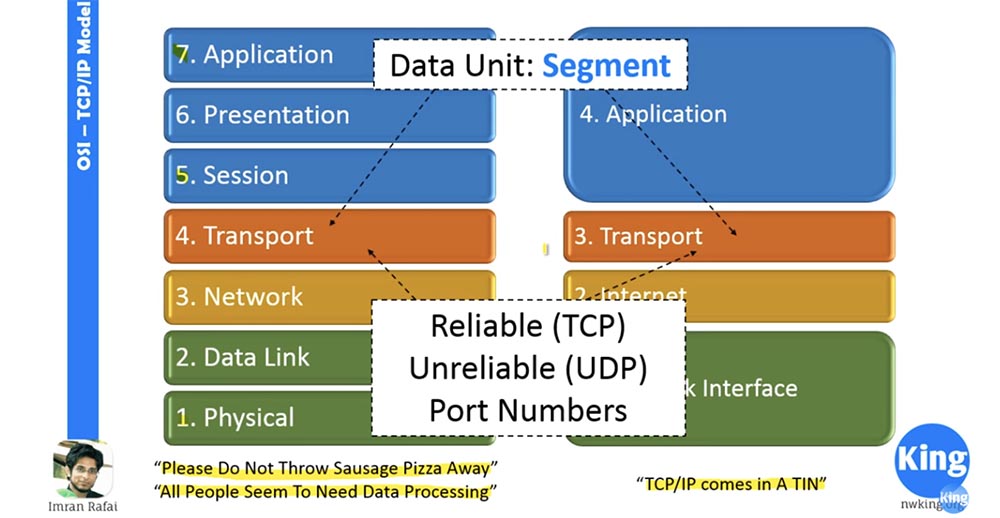 OSI – TCP/IP Model
Data Unit: Segment
7. Application
6. Presentation
5. Session
4. Transport
3. Network
2. Data Link
1. Physical
4. Application
3. Transport
2. Internet
k Interface
Reliable (TCP)
Unreliable (UDP)
Port Numbers
“Please Do Not Throw Sausage Pizza Away”
“All People Seem To Need Data Processing”
“TCP/IP comes in A TIN”
Imran Rafai
King
nwking.org
King